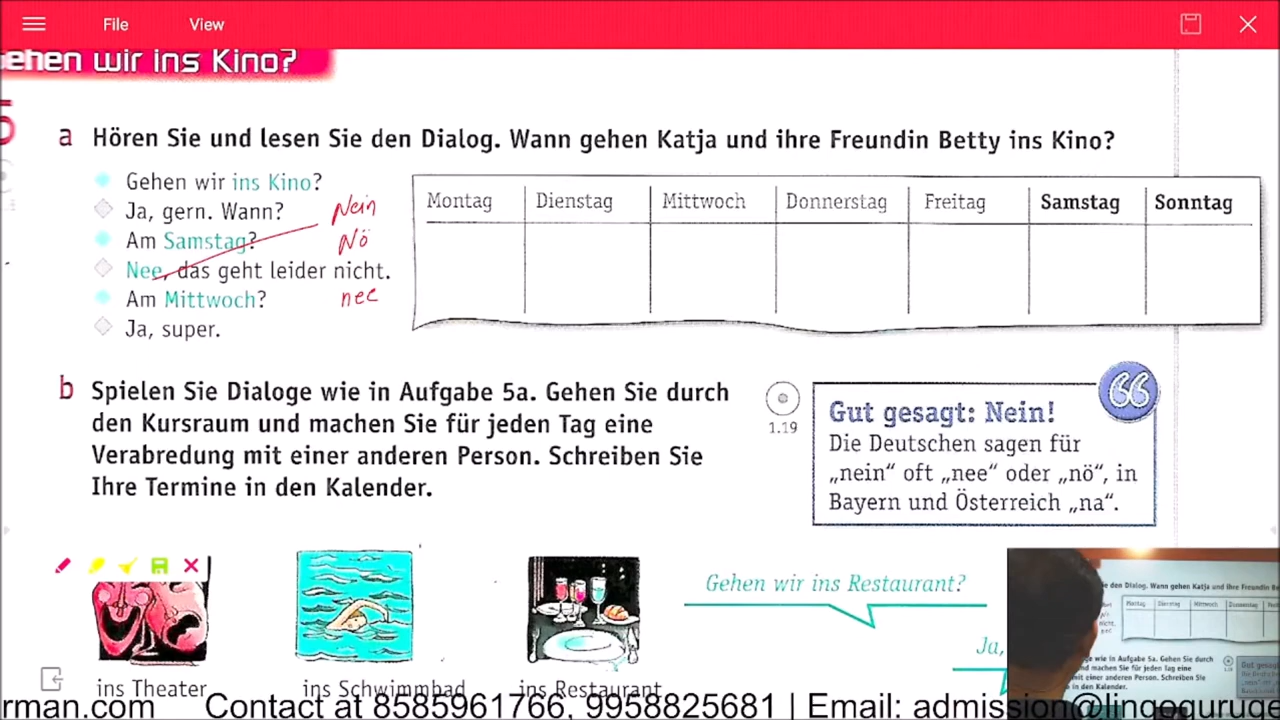 File View
ehen wir ins Kino?
5
a Hören Sie und lesen Sie den Dialog. Wann gehen Katja und ihre Freundin Betty ins Kino?
Gehen wir ins Kino?
Ja, gern. Wann?
Am Samstag?
Nee, das geht leider nicht.
Am Mittwoch?
Ja, super.
Nein
Nö
nee
Montag Dienstag Mittwoch Donnerstag Freitag Samstag Sonntag
b Spielen Sie Dialoge wie in Aufgabe 5a. Gehen Sie durch
den Kursraum und machen Sie für jeden Tag eine
Verabredung mit einer anderen Person. Schreiben Sie
Ihre Termine in den Kalender.
1.19
Gut gesagt: Nein!
Die Deutschen sagen für
„nein“ oft „nee“ oder „nö“, in
Bayern und Österreich „na“.
Gehen wir ins Restaurant?
Ja,
ins Theater ins Schwimmbad ins Restaurant
rman.com Contact at 8585961766, 9958825681 | Email: admission@lingoguruge